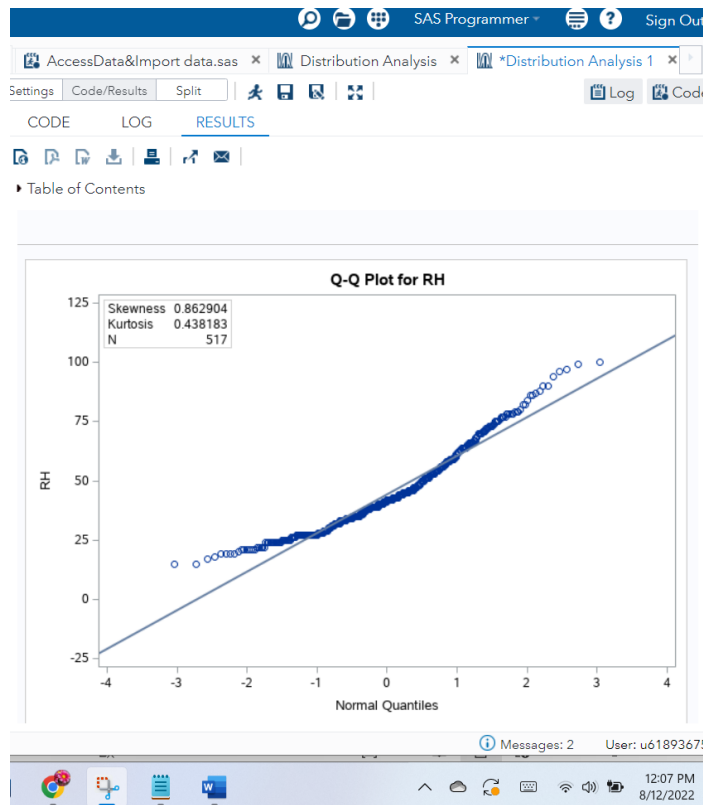 SAS Programmer Sign Out
AccessData&Import data.sas × Distribution Analysis × *Distribution Analysis 1 ×
Settings Code/Results Split Log Code
CODE LOG RESULTS
Table of Contents
Q-Q Plot for RH
Skewness 0.862904
Kurtosis 0.438183
N 517
125
100
75
50
25
0
-25
RH
-4 -3 -2 -1 0 1 2 3 4
Normal Quantiles
Messages: 2 User: u61893675
12:07 PM
8/12/2022